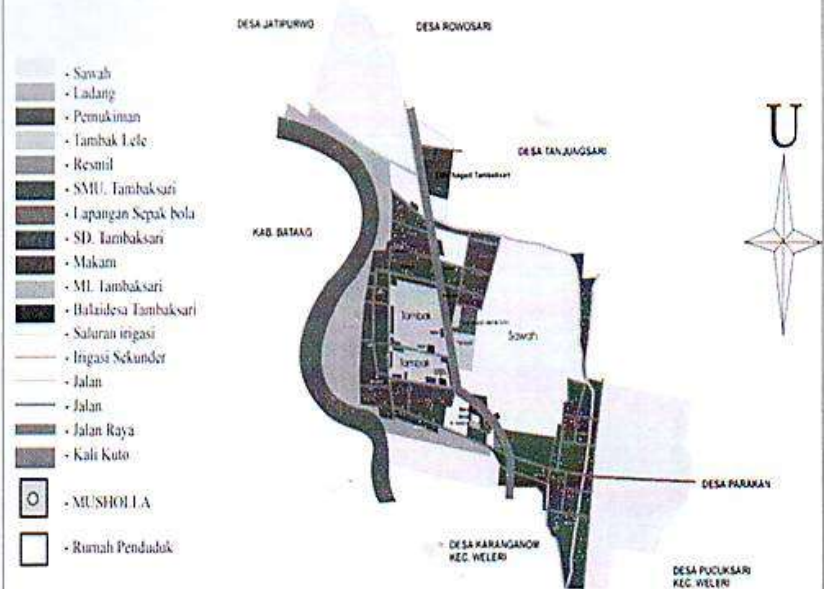 - Sawah
- Ladang
- Pemukiman
- Tambak Lele
- Resmil
- SMU. Tambaksari
- Lapangan Sepak bola
- SD. Tambaksari
- Makam
- MI. Tambaksari
- Balaidesa Tambaksari
- Saluran irigasi
- Irigasi Sekunder
- Jalan
- Jalan
- Jalan Raya
- Kali Kuto
- MUSHOLLA
- Rumah Penduduk
DESA JATIPURWO
DESA ROWOSARI
DESA TANJUNGSARI
U
Tambaksari
KAB. BATANG
Tambak
Sawah
Tambak
DESA PARAKAN
DESA KARANGANOM
KEC. WELERI
DESA PUCUKSARI
KEC. WELERI